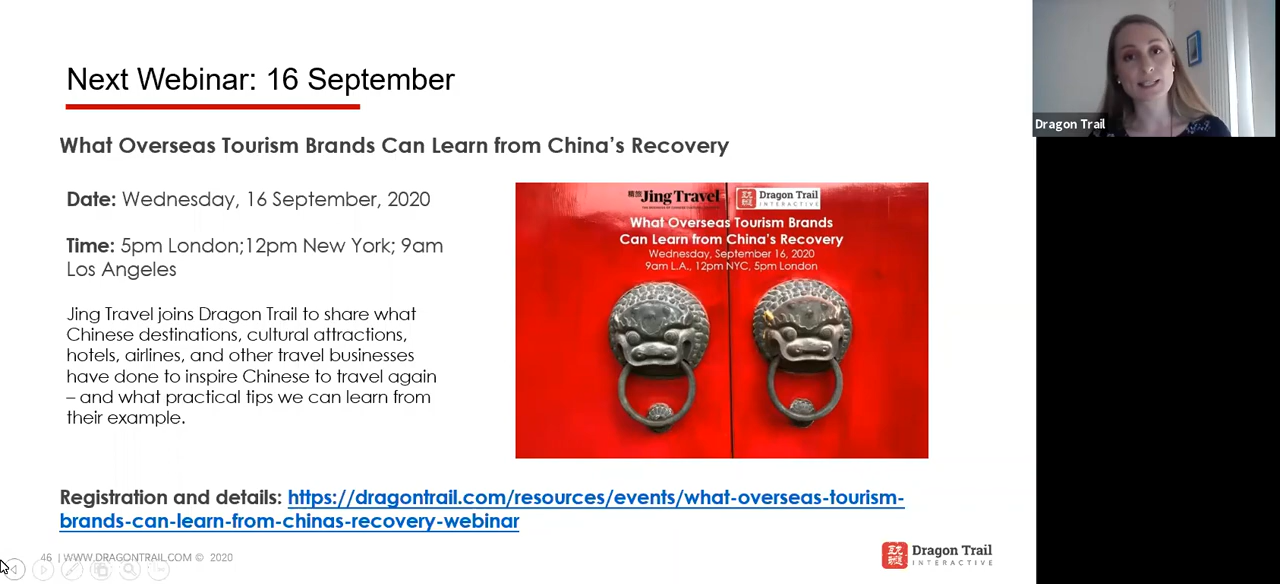 Next Webinar: 16 September
What Overseas Tourism Brands Can Learn from China’s Recovery
Date: Wednesday, 16 September, 2020
Time: 5pm London;12pm New York; 9am
Los Angeles
Jing Travel joins Dragon Trail to share what
Chinese destinations, cultural attractions,
hotels, airlines, and other travel businesses
have done to inspire Chinese to travel again
– and what practical tips we can learn from
their example.
Jing Travel
Dragon Trail
INTERACTIVE
What Overseas Tourism Brands
Can Learn from China’s Recovery
Wednesday, September 16, 2020
9am L.A., 12pm NYC, 5pm London
Registration and details: https://dragontrail.com/resources/events/what-overseas-tourism-
brands-can-learn-from-chinas-recovery-webinar
46 | WWW.DRAGONTRAIL.COM © 2020
Dragon Trail
INTERACTIVE
Dragon Trail